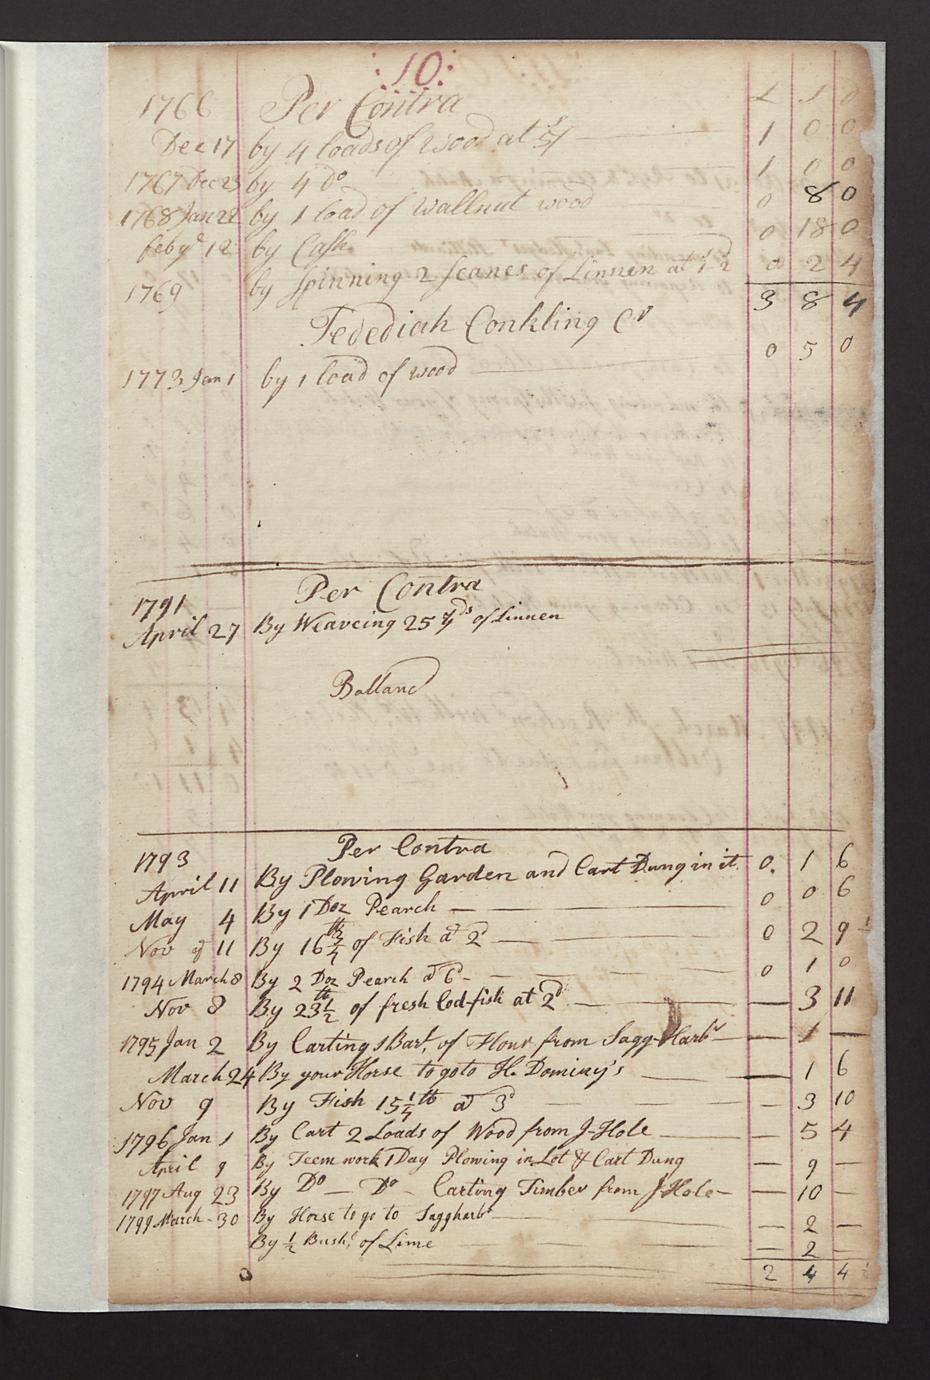 :10:
1766 Per Contra £ s d
Dec 17 by 4 loads of wood at 5/ 1 0 0
1767 Dec 23 by 4 do 1 0 0
1768 Jan 22 by 1 load of wallnut wood 0 8 0
feby 12 by Cash 0 18 0
1769 by spinning 2 scanes of Linnen at 1s 2 0 2 4
3 8 4
Jedediah Conkling Cr
1773 Jan 1 by 1 load of wood 0 5 0
1791 Per Contra
April 27 By Weaveing 25 yds of Linnen
Balland
1793 Per Contra
April 11 By Plowing Garden and Cart Dung in it 0. 1 6
May 4 By 1 Doz Pearch — 0 0 6
Nov 11 By 16 3/4 lb of Fish at 2d — 0 2 9
1794 March 8 By 2 Doz Pearch at 6d — 0 1 0
Nov 8 By 23 1/2 lb of fresh Cod-fish at 2d — — 3 11
1795 Jan 2 By Carting 1 Barl. of Flour from Sagg-Harbr — — 1 —
March 24 By your Horse to goto H. Dominy's — — 1 6
Nov 9 By Fish 15 1/4 lb at 3d — — 3 10
1796 Jan 1 By Cart 2 Loads of Wood from J-Hole — — 5 4
April 9 By Teem work 1 Day Plowing in Lot & Cart Dung — 9 —
1797 Aug 23 By Do — Do - Carting Timber from J Hole — — 10 —
1799 March - 30 By Horse to go to Saggharbr — — 2 —
By 1/2 Bushl of Lime — — 2 —
2 4 4